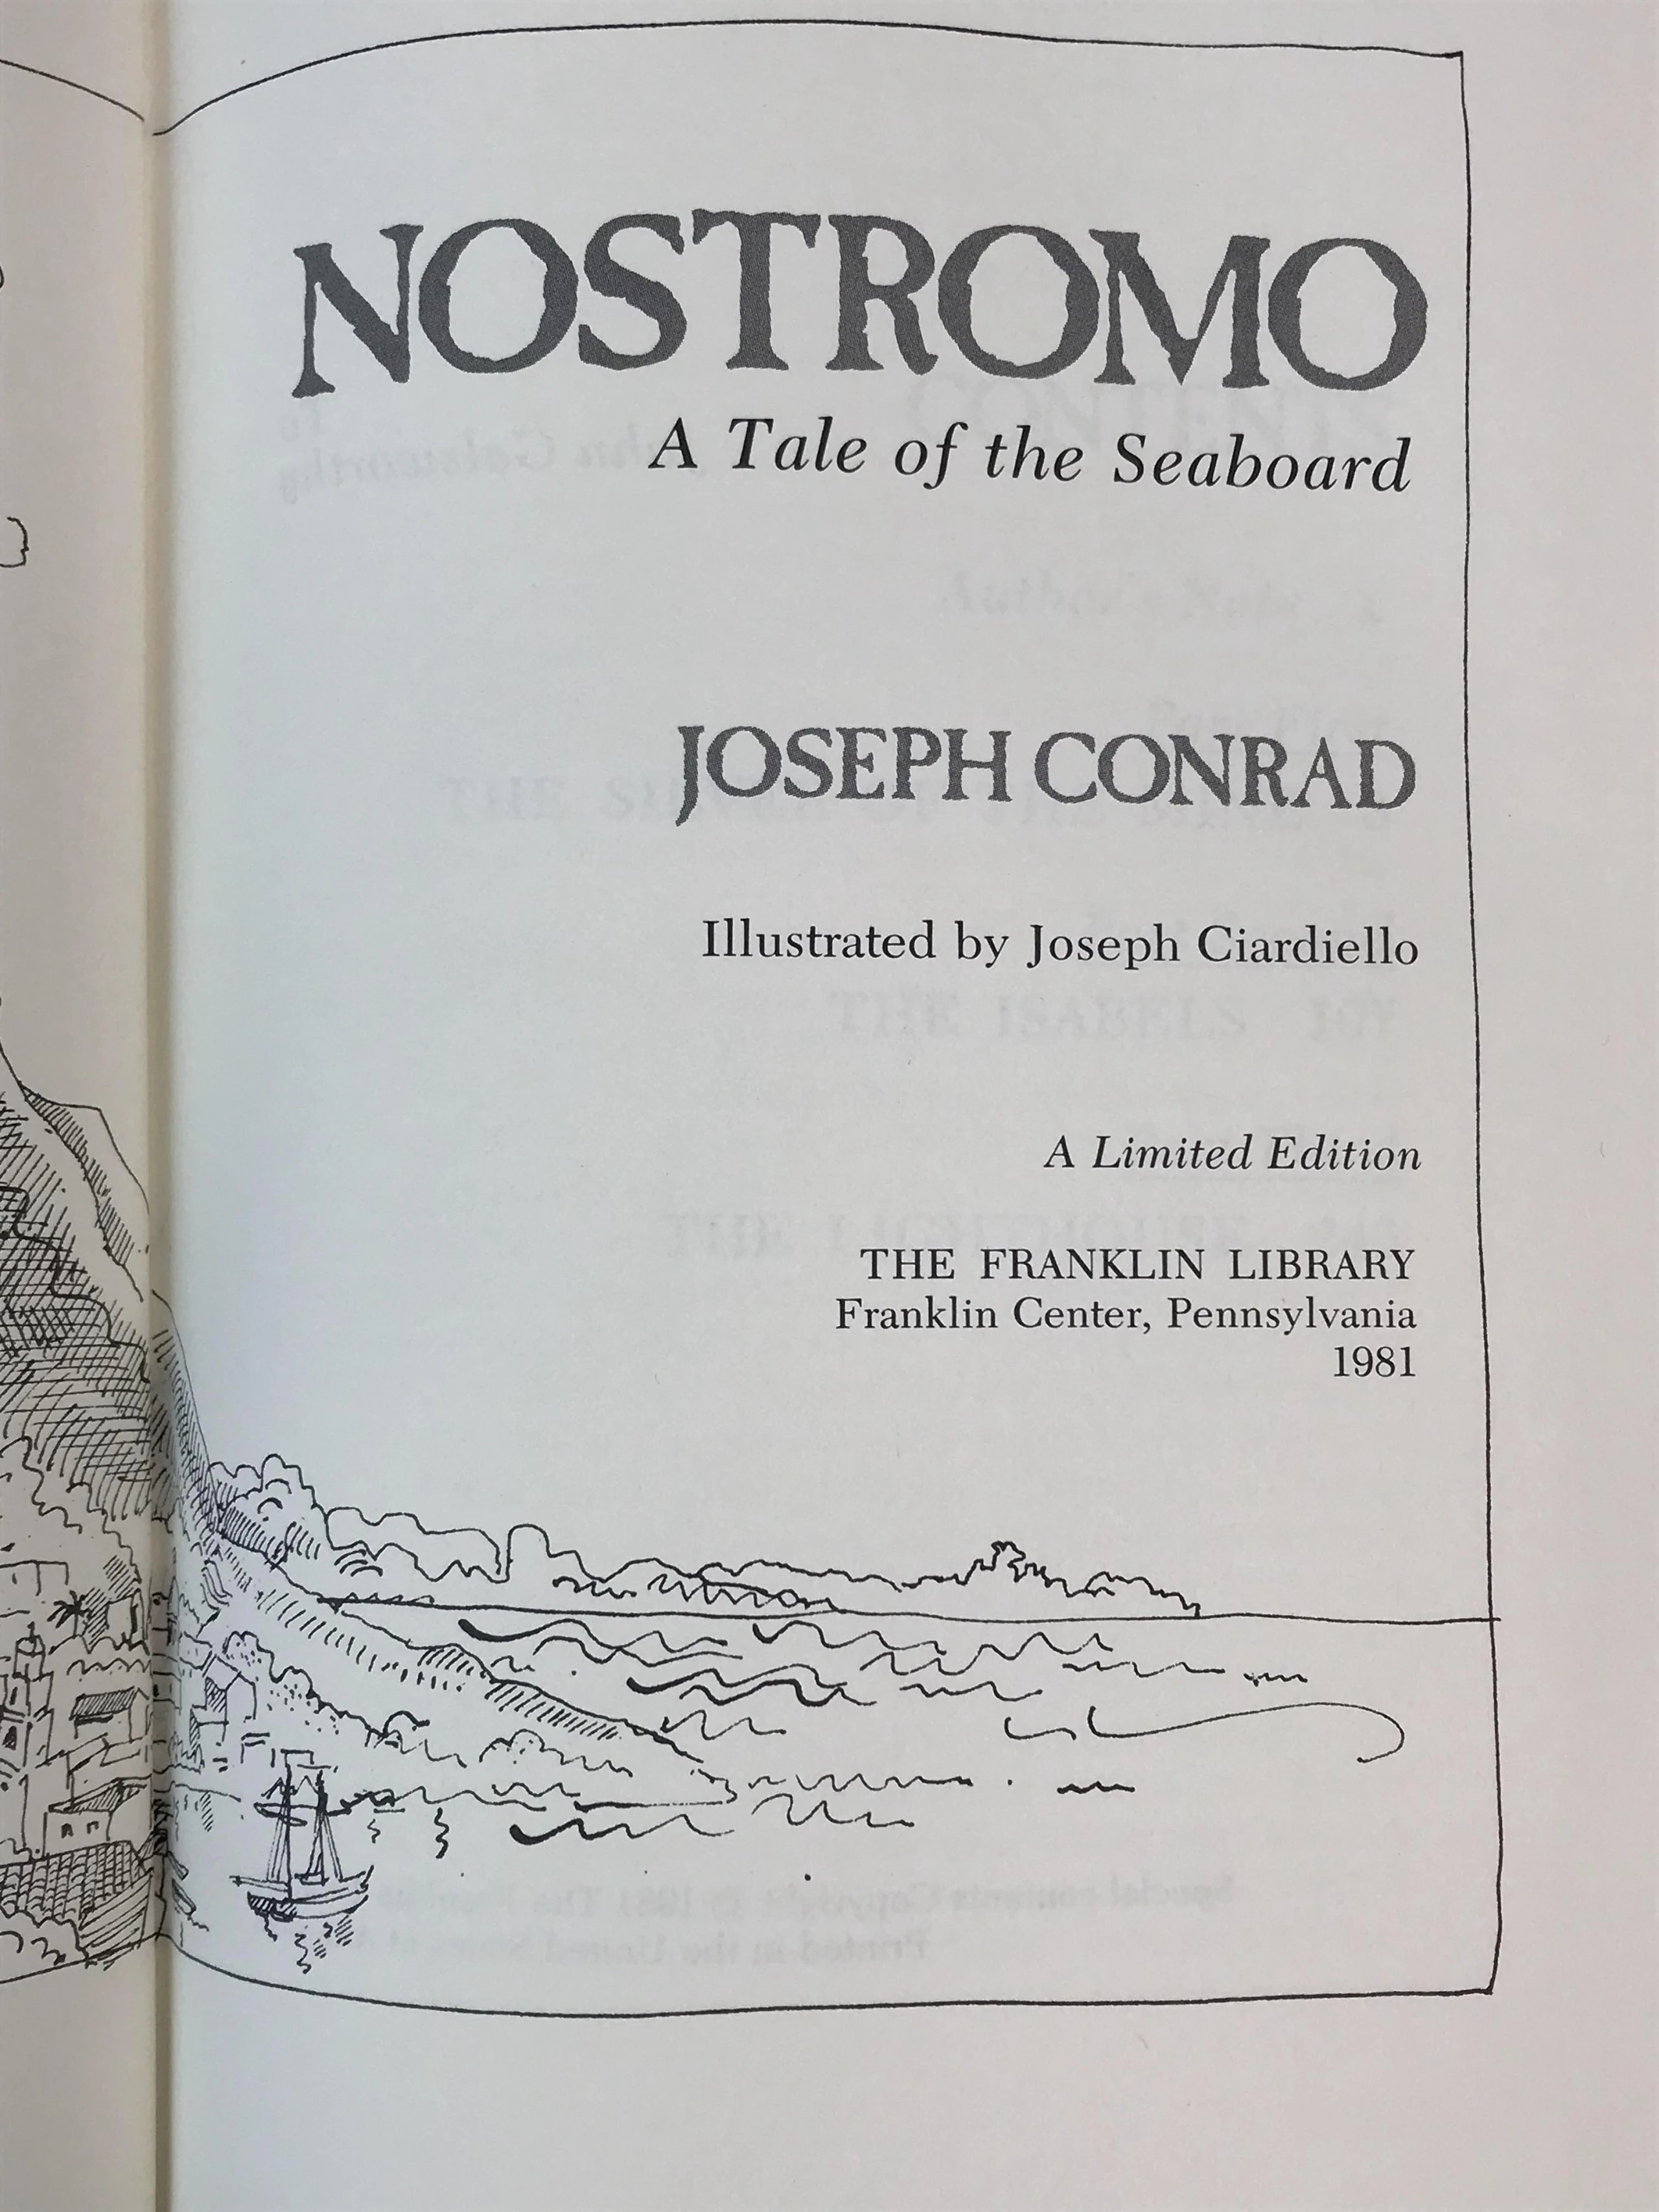 NOSTROMO
A Tale of the Seaboard
JOSEPH CONRAD
Illustrated by Joseph Ciardiello
A Limited Edition
THE FRANKLIN LIBRARY
Franklin Center, Pennsylvania
1981